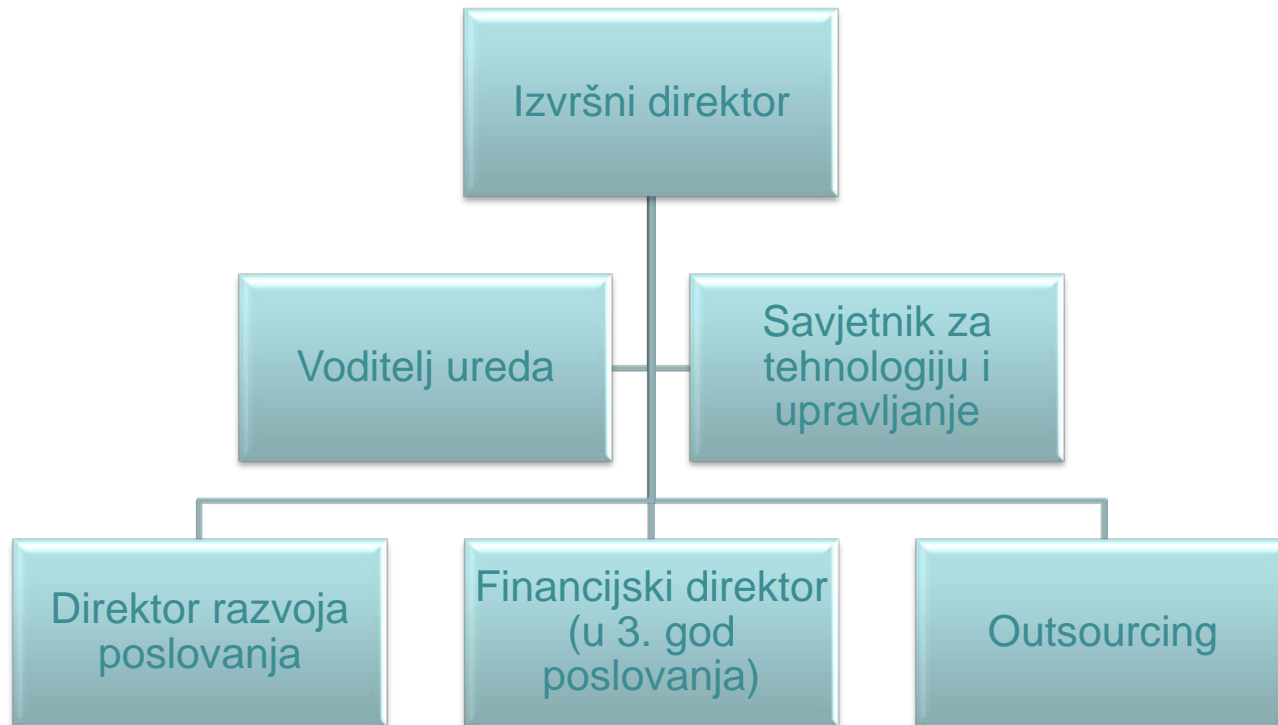 Izvršni direktor
Voditelj ureda
Savjetnik za
tehnologiju i
upravljanje
Direktor razvoja
poslovanja
Financijski direktor
(u 3. god
poslovanja)
Outsourcing